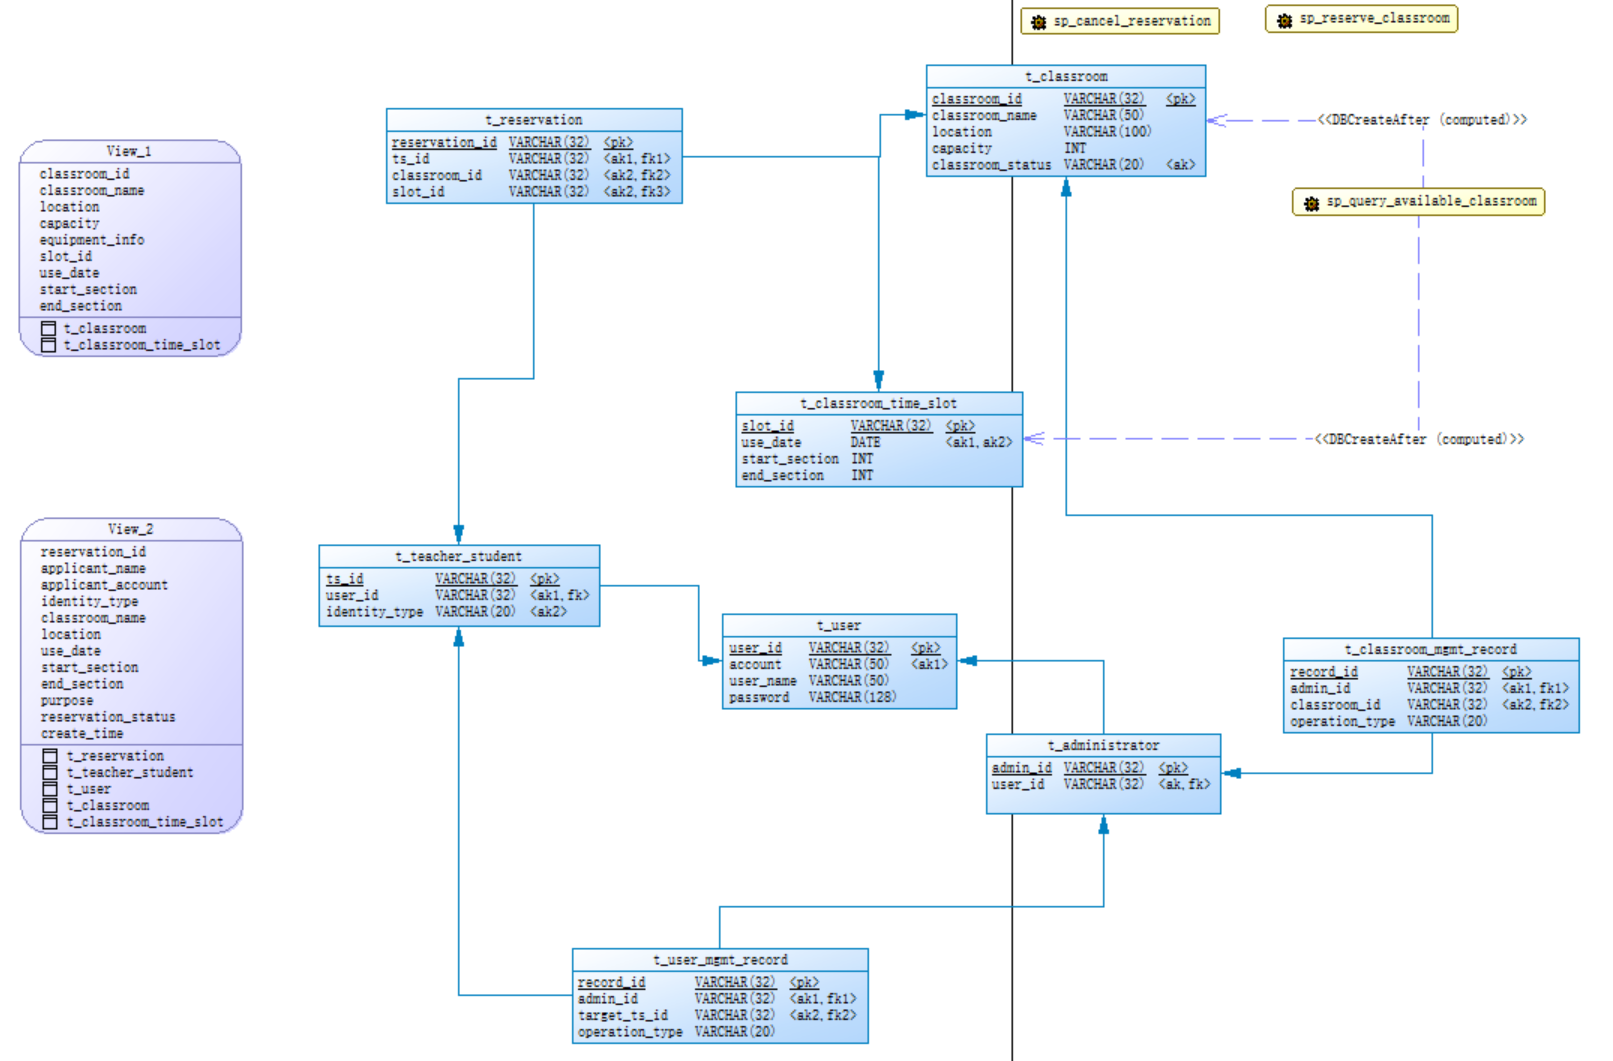 sp_cancel_reservation
sp_reserve_classroom
t_classroom
classroom_id VARCHAR(32) <pk>
classroom_name VARCHAR(50)
location VARCHAR(100)
capacity INT
classroom_status VARCHAR(20) <ak>
<<DBCreateAfter (computed)>>
sp_query_available_classroom
<<DBCreateAfter (computed)>>
t_reservation
reservation_id VARCHAR(32) <pk>
ts_id VARCHAR(32) <ak1,fk1>
classroom_id VARCHAR(32) <ak2,fk2>
slot_id VARCHAR(32) <ak2,fk3>
View_1
classroom_id
classroom_name
location
capacity
equipment_info
slot_id
use_date
start_section
end_section
t_classroom
t_classroom_time_slot
t_classroom_time_slot
slot_id VARCHAR(32) <pk>
use_date DATE <ak1,ak2>
start_section INT
end_section INT
View_2
reservation_id
applicant_name
applicant_account
identity_type
classroom_name
location
use_date
start_section
end_section
purpose
reservation_status
create_time
t_reservation
t_teacher_student
t_user
t_classroom
t_classroom_time_slot
t_teacher_student
ts_id VARCHAR(32) <pk>
user_id VARCHAR(32) <ak1,fk>
identity_type VARCHAR(20) <ak2>
t_user
user_id VARCHAR(32) <pk>
account VARCHAR(50) <ak1>
user_name VARCHAR(50)
password VARCHAR(128)
t_classroom_mgmt_record
record_id VARCHAR(32) <pk>
admin_id VARCHAR(32) <ak1,fk1>
classroom_id VARCHAR(32) <ak2,fk2>
operation_type VARCHAR(20)
t_administrator
admin_id VARCHAR(32) <pk>
user_id VARCHAR(32) <ak,fk>
t_user_mgmt_record
record_id VARCHAR(32) <pk>
admin_id VARCHAR(32) <ak1,fk1>
target_ts_id VARCHAR(32) <ak2,fk2>
operation_type VARCHAR(20)